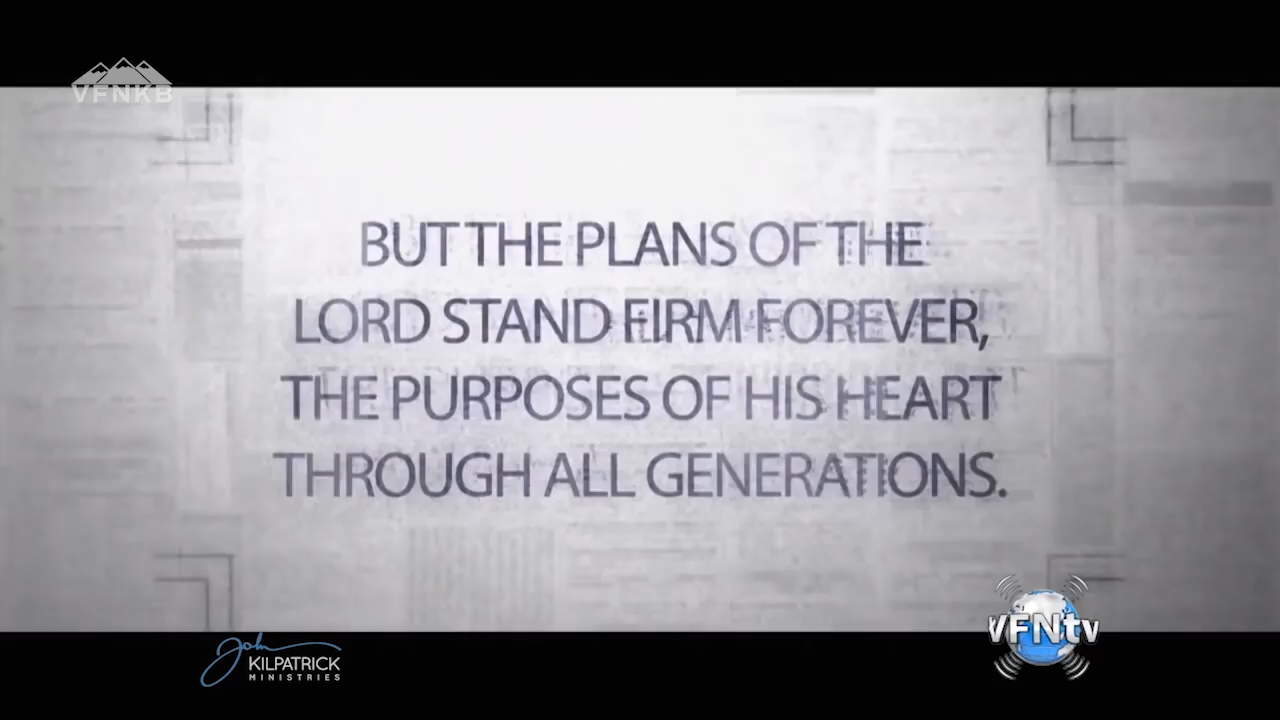 VFNKB
BUT THE PLANS OF THE
LORD STAND FIRM FOREVER,
THE PURPOSES OF HIS HEART
THROUGH ALL GENERATIONS.
John
KILPATRICK
MINISTRIES
VFNtv